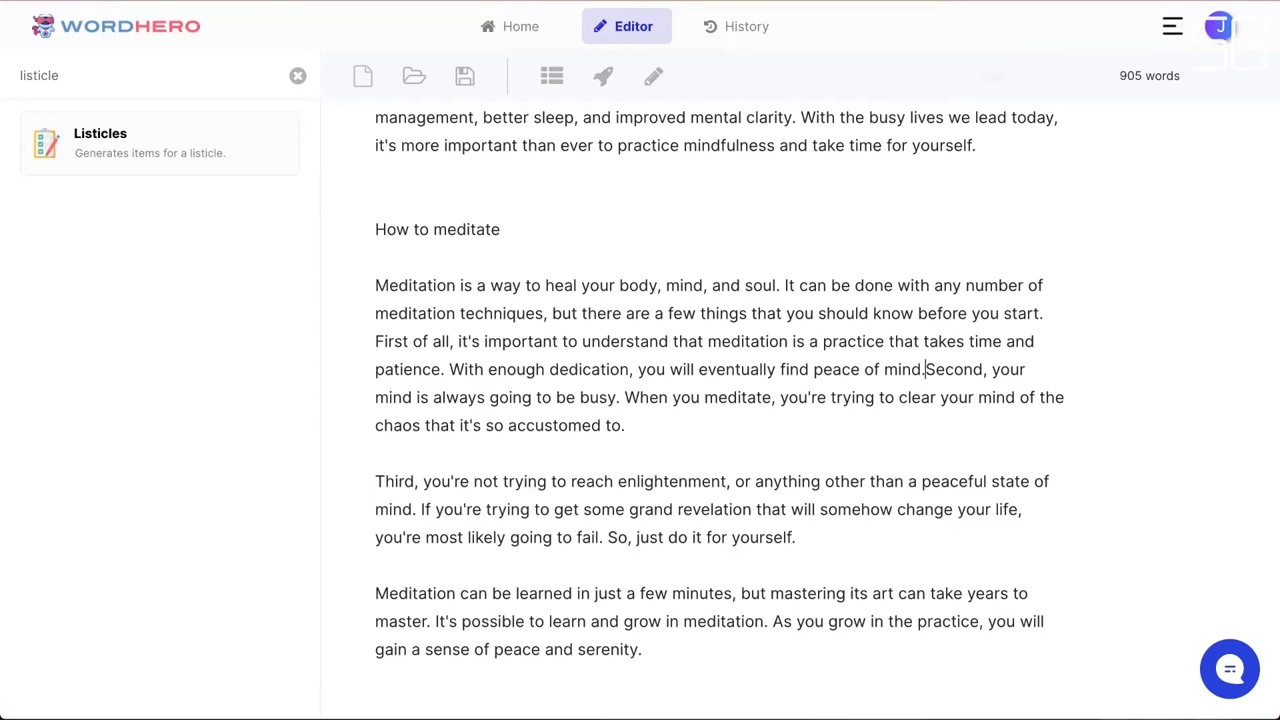 WORDHERO
Home
Editor
History
J
listicle
905 words
Listicles
Generates items for a listicle.
management, better sleep, and improved mental clarity. With the busy lives we lead today,
it's more important than ever to practice mindfulness and take time for yourself.
How to meditate
Meditation is a way to heal your body, mind, and soul. It can be done with any number of
meditation techniques, but there are a few things that you should know before you start.
First of all, it's important to understand that meditation is a practice that takes time and
patience. With enough dedication, you will eventually find peace of mind.Second, your
mind is always going to be busy. When you meditate, you're trying to clear your mind of the
chaos that it's so accustomed to.
Third, you're not trying to reach enlightenment, or anything other than a peaceful state of
mind. If you're trying to get some grand revelation that will somehow change your life,
you're most likely going to fail. So, just do it for yourself.
Meditation can be learned in just a few minutes, but mastering its art can take years to
master. It's possible to learn and grow in meditation. As you grow in the practice, you will
gain a sense of peace and serenity.